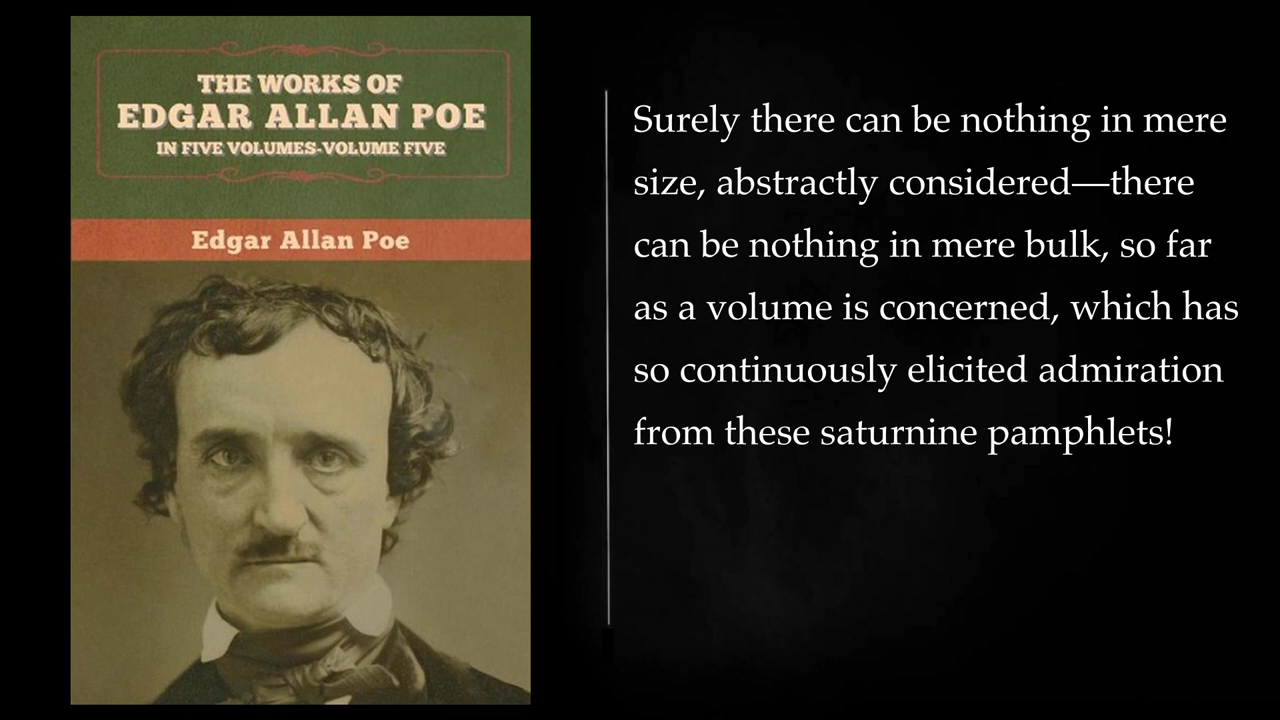 THE WORKS OF
EDGAR ALLAN POE
IN FIVE VOLUMES-VOLUME FIVE
Edgar Allan Poe
Surely there can be nothing in mere
size, abstractly considered—there
can be nothing in mere bulk, so far
as a volume is concerned, which has
so continuously elicited admiration
from these saturnine pamphlets!